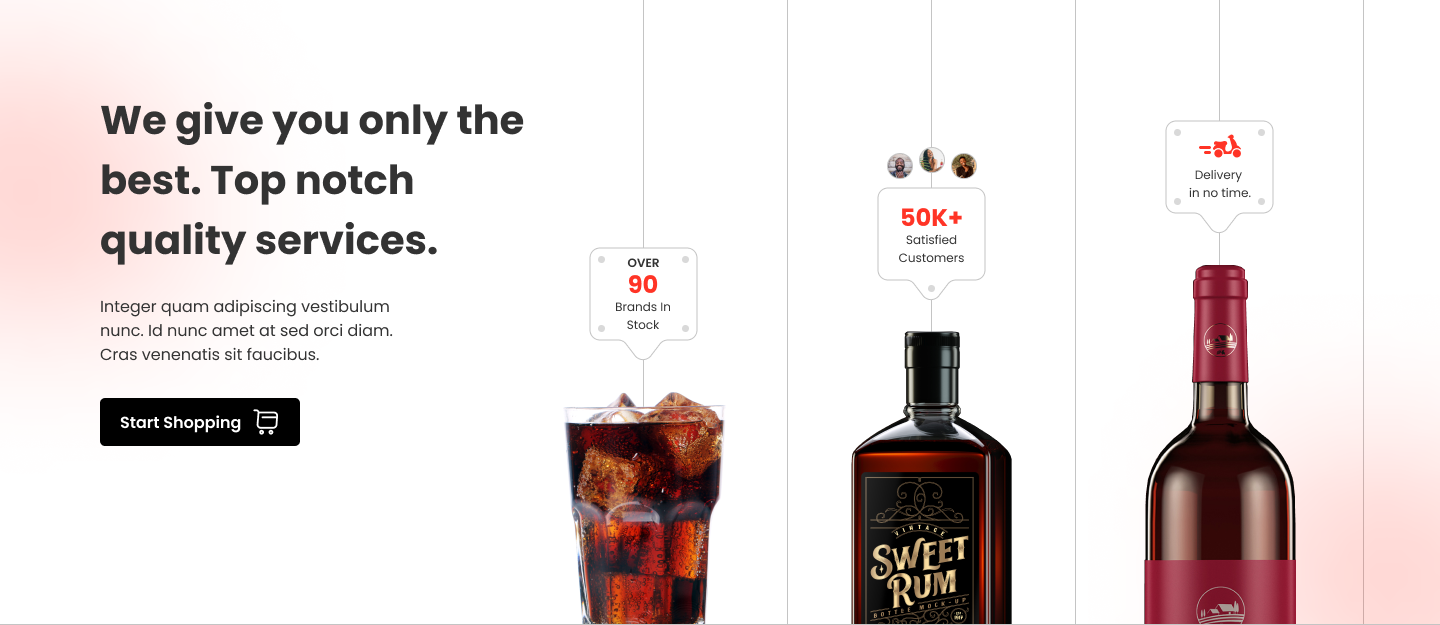 We give you only the
best. Top notch
quality services.
Integer quam adipiscing vestibulum
nunc. Id nunc amet at sed orci diam.
Cras venenatis sit faucibus.
Start Shopping
OVER
90
Brands In
Stock
50K+
Satisfied
Customers
Delivery
in no time.
VINTAGE
SWEET
RUM
BOTTLE MOCK-UP